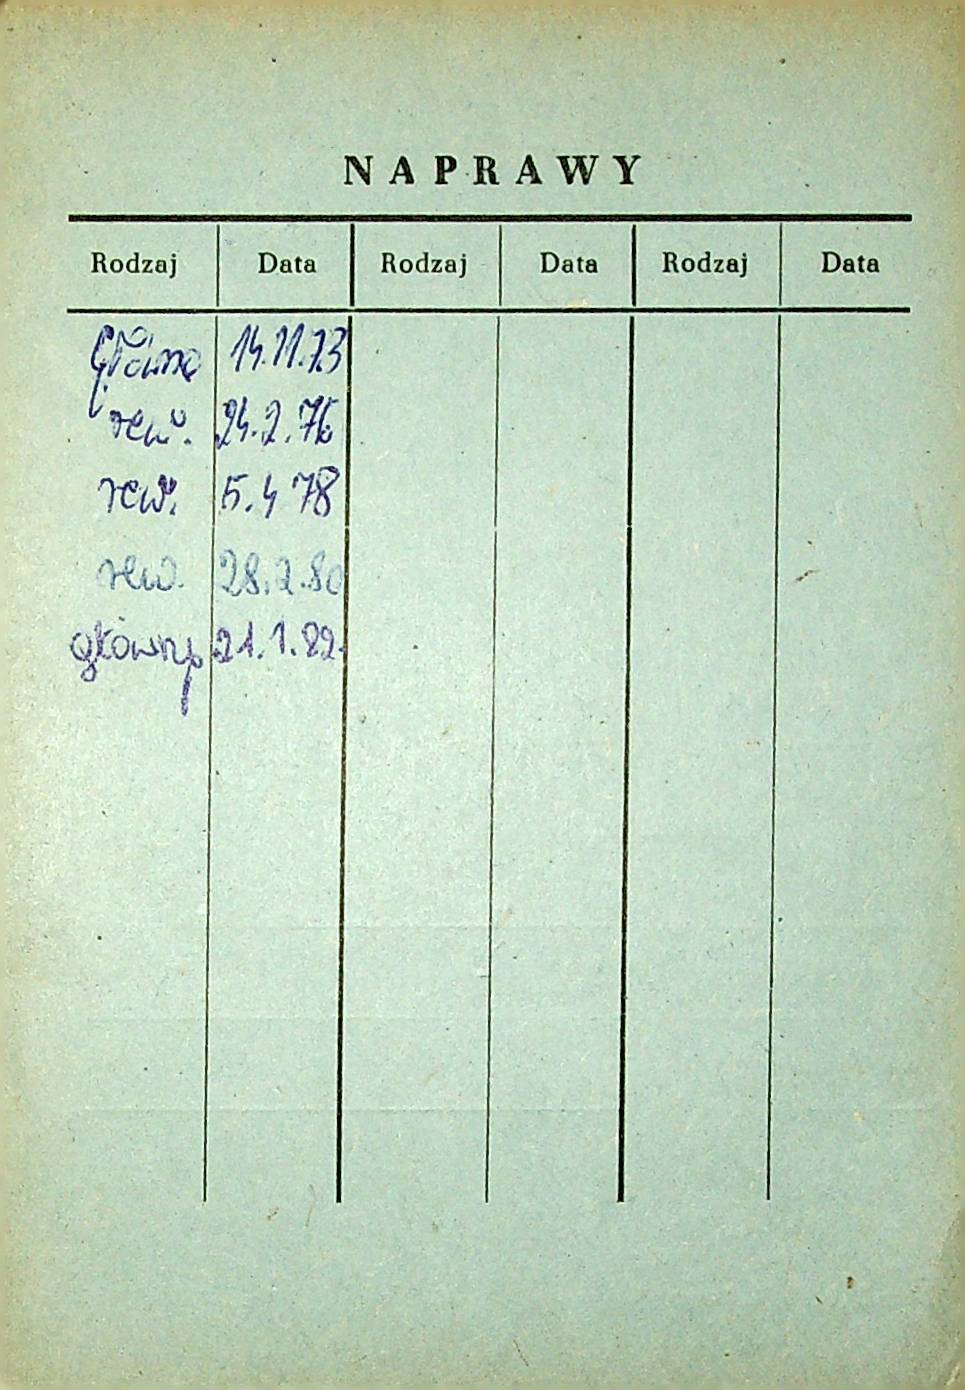 NAPRAWY
Rodzaj Data Rodzaj Data Rodzaj Data
Główna 14.11.73
rew. 24.2.76
rew. 5.4 78
rew. 28.2.80
główna 21.1.82.